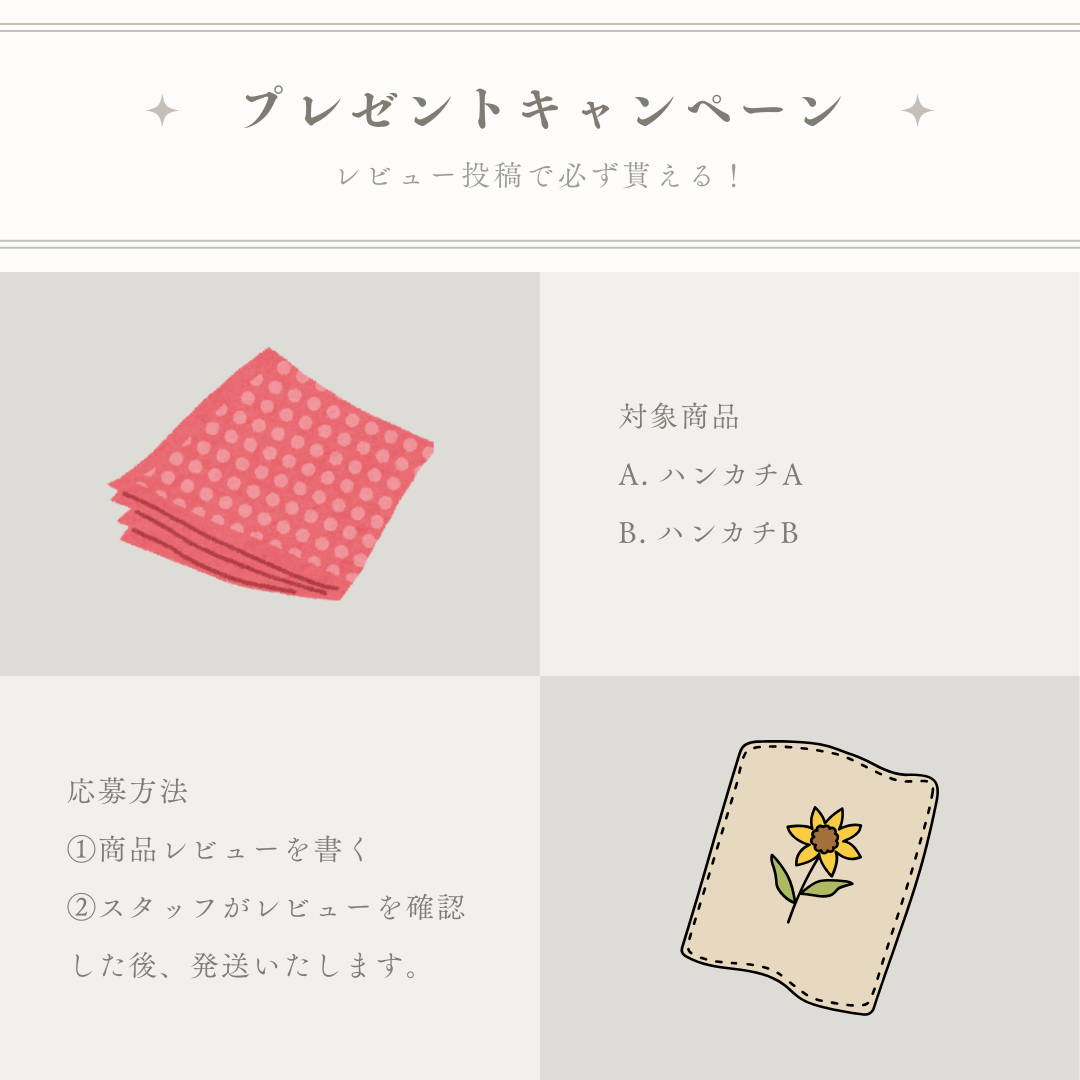 プレゼントキャンペーン
レビュー投稿で必ず貰える！
対象商品
A. ハンカチA
B. ハンカチB
応募方法
①商品レビューを書く
②スタッフがレビューを確認
した後、発送いたします。